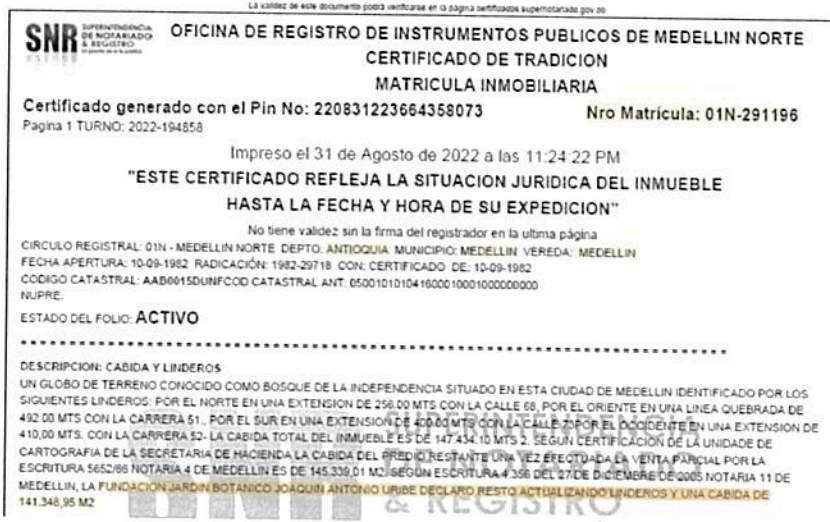 La validez de este documento podrá verificarse en la página certificados.supernotariado.gov.co
SNR SUPERINTENDENCIA DE NOTARIADO & REGISTRO
OFICINA DE REGISTRO DE INSTRUMENTOS PUBLICOS DE MEDELLIN NORTE
CERTIFICADO DE TRADICION
MATRICULA INMOBILIARIA
Certificado generado con el Pin No: 220831223664358073
Nro Matrícula: 01N-291196
Pagina 1 TURNO: 2022-194858
Impreso el 31 de Agosto de 2022 a las 11:24:22 PM
"ESTE CERTIFICADO REFLEJA LA SITUACION JURIDICA DEL INMUEBLE
HASTA LA FECHA Y HORA DE SU EXPEDICION"
No tiene validez sin la firma del registrador en la ultima página
CIRCULO REGISTRAL: 01N - MEDELLIN NORTE DEPTO: ANTIOQUIA MUNICIPIO: MEDELLIN VEREDA: MEDELLIN
FECHA APERTURA: 10-09-1982 RADICACIÓN: 1982-29718 CON: CERTIFICADO DE: 10-09-1982
CODIGO CATASTRAL: AAB0015DUNFCOD CATASTRAL ANT:
NUPRE:
ESTADO DEL FOLIO: ACTIVO
DESCRIPCION: CABIDA Y LINDEROS
UN GLOBO DE TERRENO CONOCIDO COMO BOSQUE DE LA INDEPENDENCIA SITUADO EN ESTA CIUDAD DE MEDELLIN IDENTIFICADO POR LOS
SIGUIENTES LINDEROS: POR EL NORTE EN UNA EXTENSION DE 256.00 MTS CON LA CALLE 68, POR EL ORIENTE EN UNA LINEA QUEBRADA DE
492.00 MTS CON LA CARRERA 51., POR EL SUR EN UNA EXTENSION DE 400.00 MTS CON LA CALLE 7 POR EL OCCIDENTE EN UNA EXTENSION DE
410,00 MTS. CON LA CARRERA 52- LA CABIDA TOTAL DEL INMUEBLE ES DE 147.434.10 MTS 2. SEGUN CERTIFICACION DE LA UNIDAD DE
CARTOGRAFIA DE LA SECRETARIA DE HACIENDA LA CABIDA DEL PREDIO RESTANTE UNA VEZ EFECTUADA LA VENTA PARCIAL POR LA
ESCRITURA 5652/86 NOTARIA 4 DE MEDELLIN ES DE 145.339,01 M2. SEGUN ESCRITURA 4.356 DEL 27 DE DICIEMBRE DE 2005 NOTARIA 11 DE
MEDELLIN, LA FUNDACION JARDIN BOTANICO JOAQUIN ANTONIO URIBE DECLARO RESTO ACTUALIZANDO LINDEROS Y UNA CABIDA DE
141.348,95 M2
SUPERINTENDENCIA
DE NOTARIADO
& REGISTRO